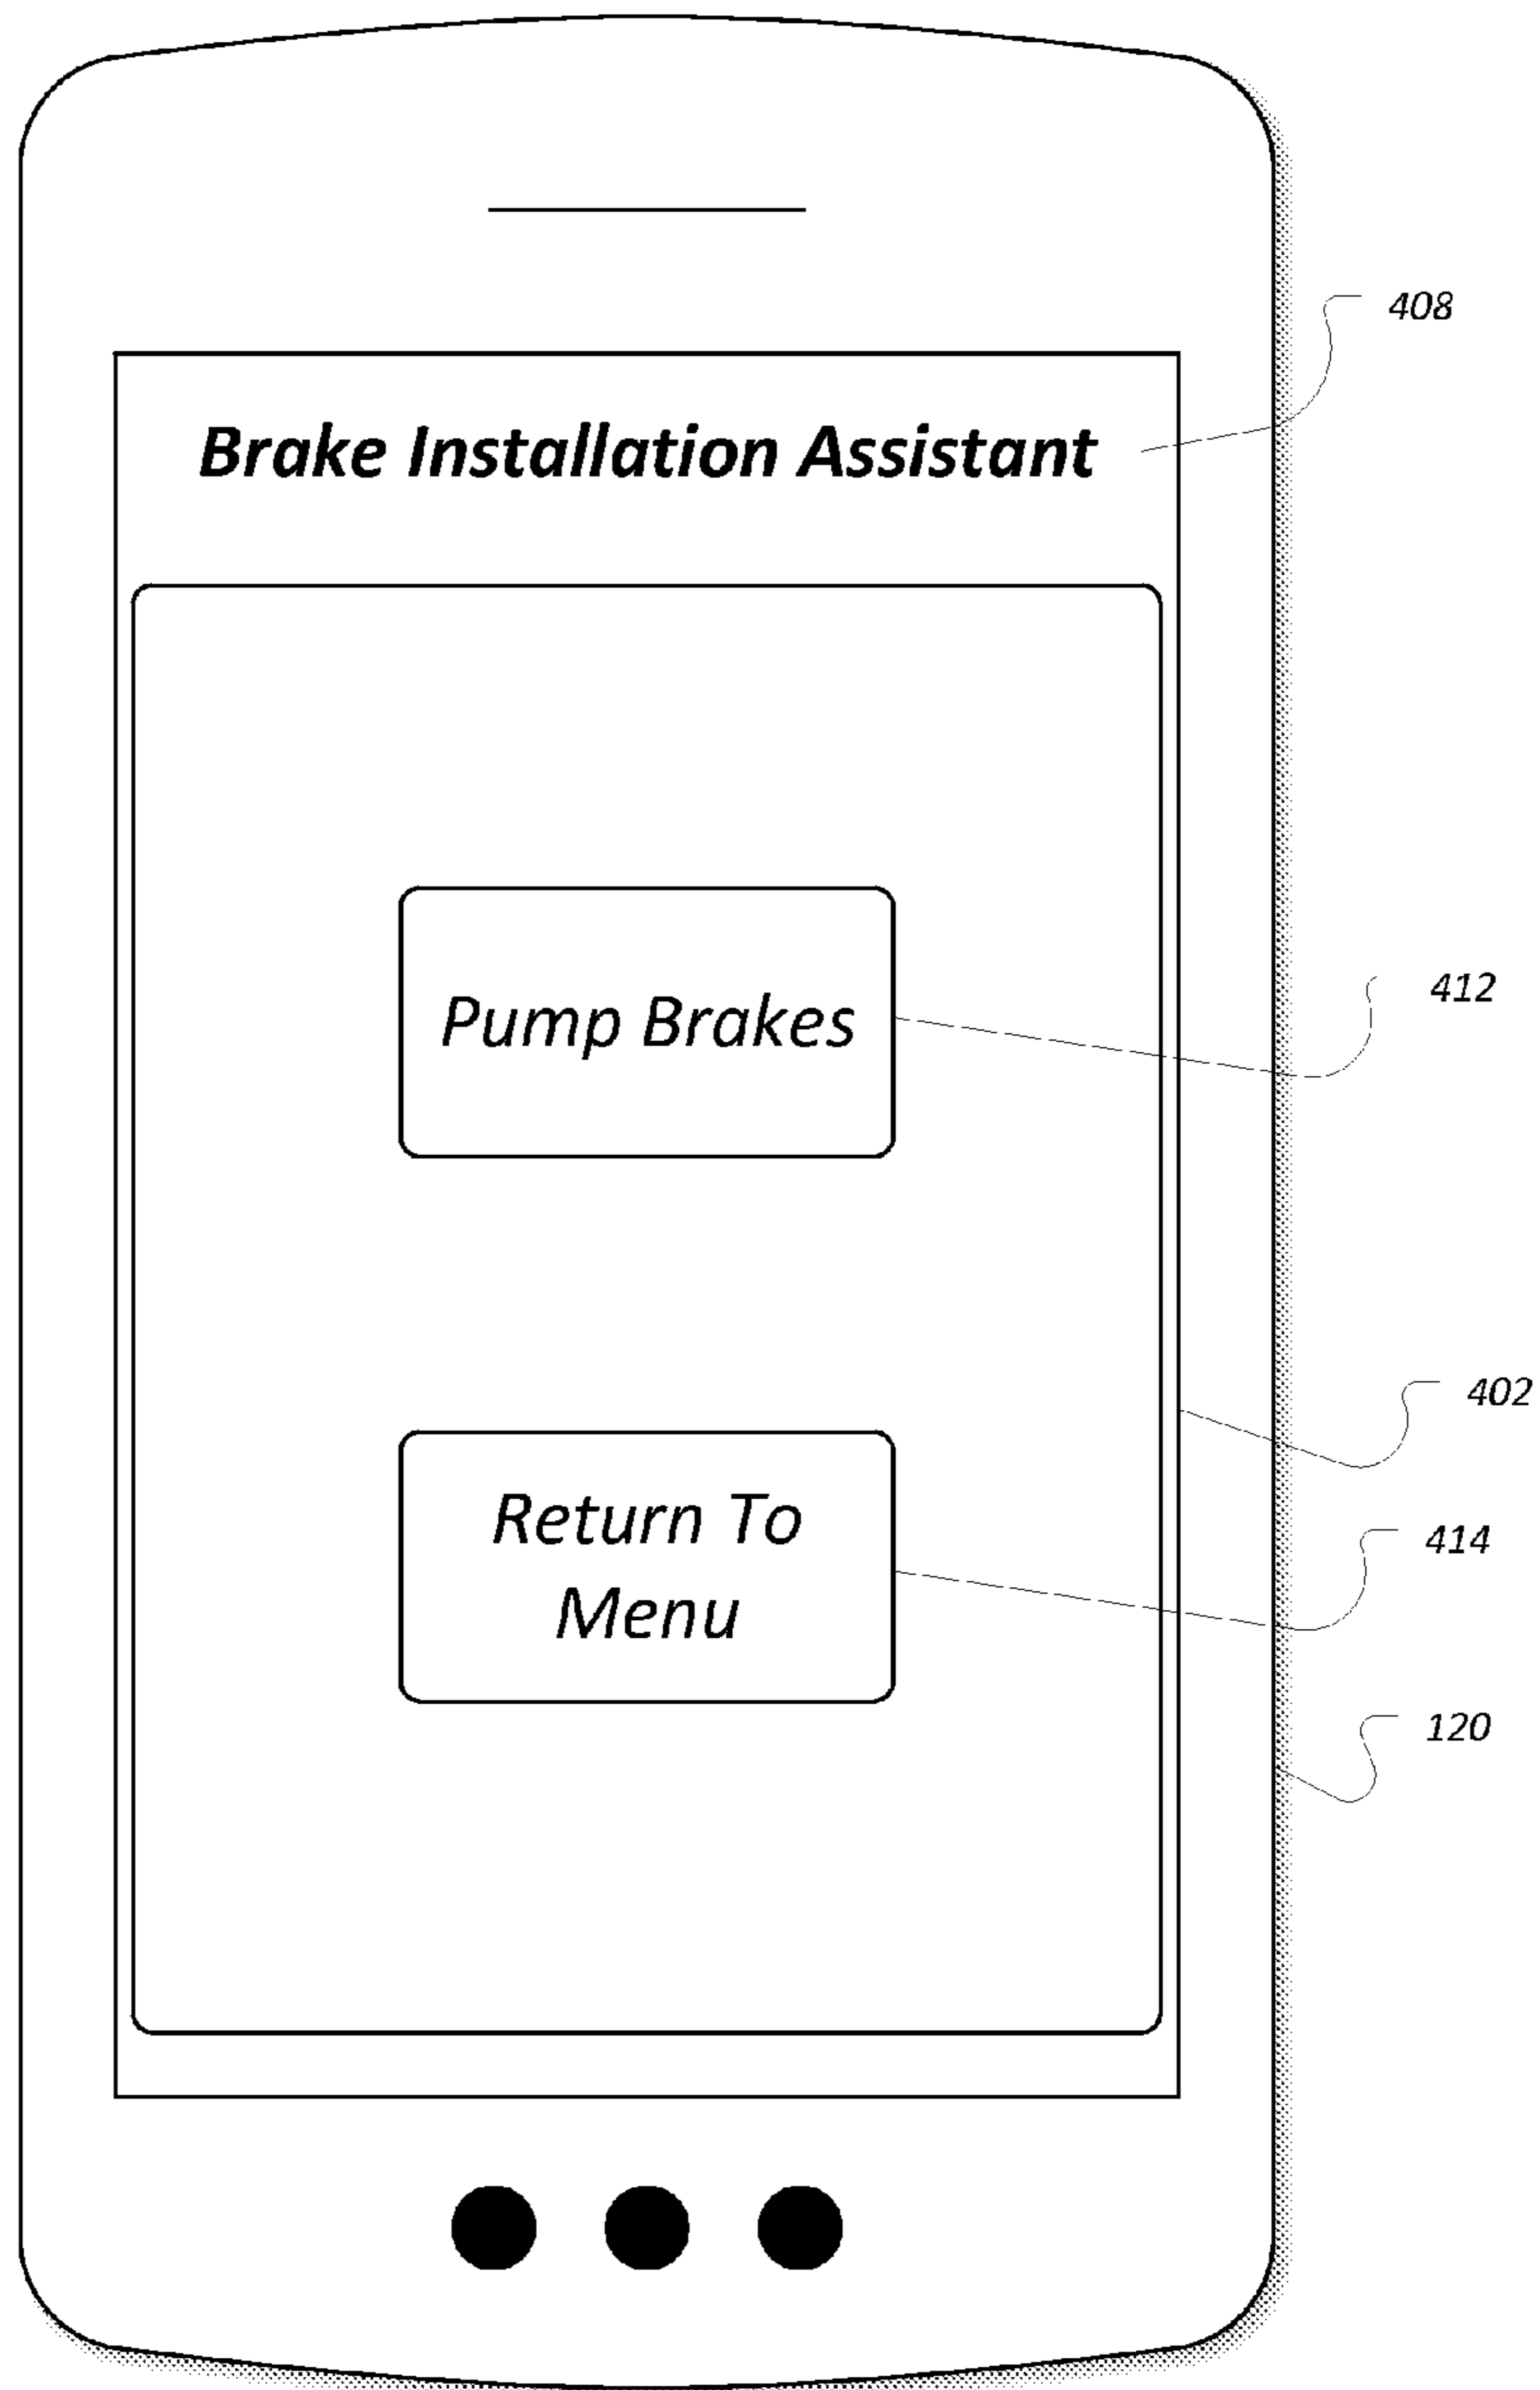 408
Brake Installation Assistant
Pump Brakes
412
402
Return To
Menu
414
120